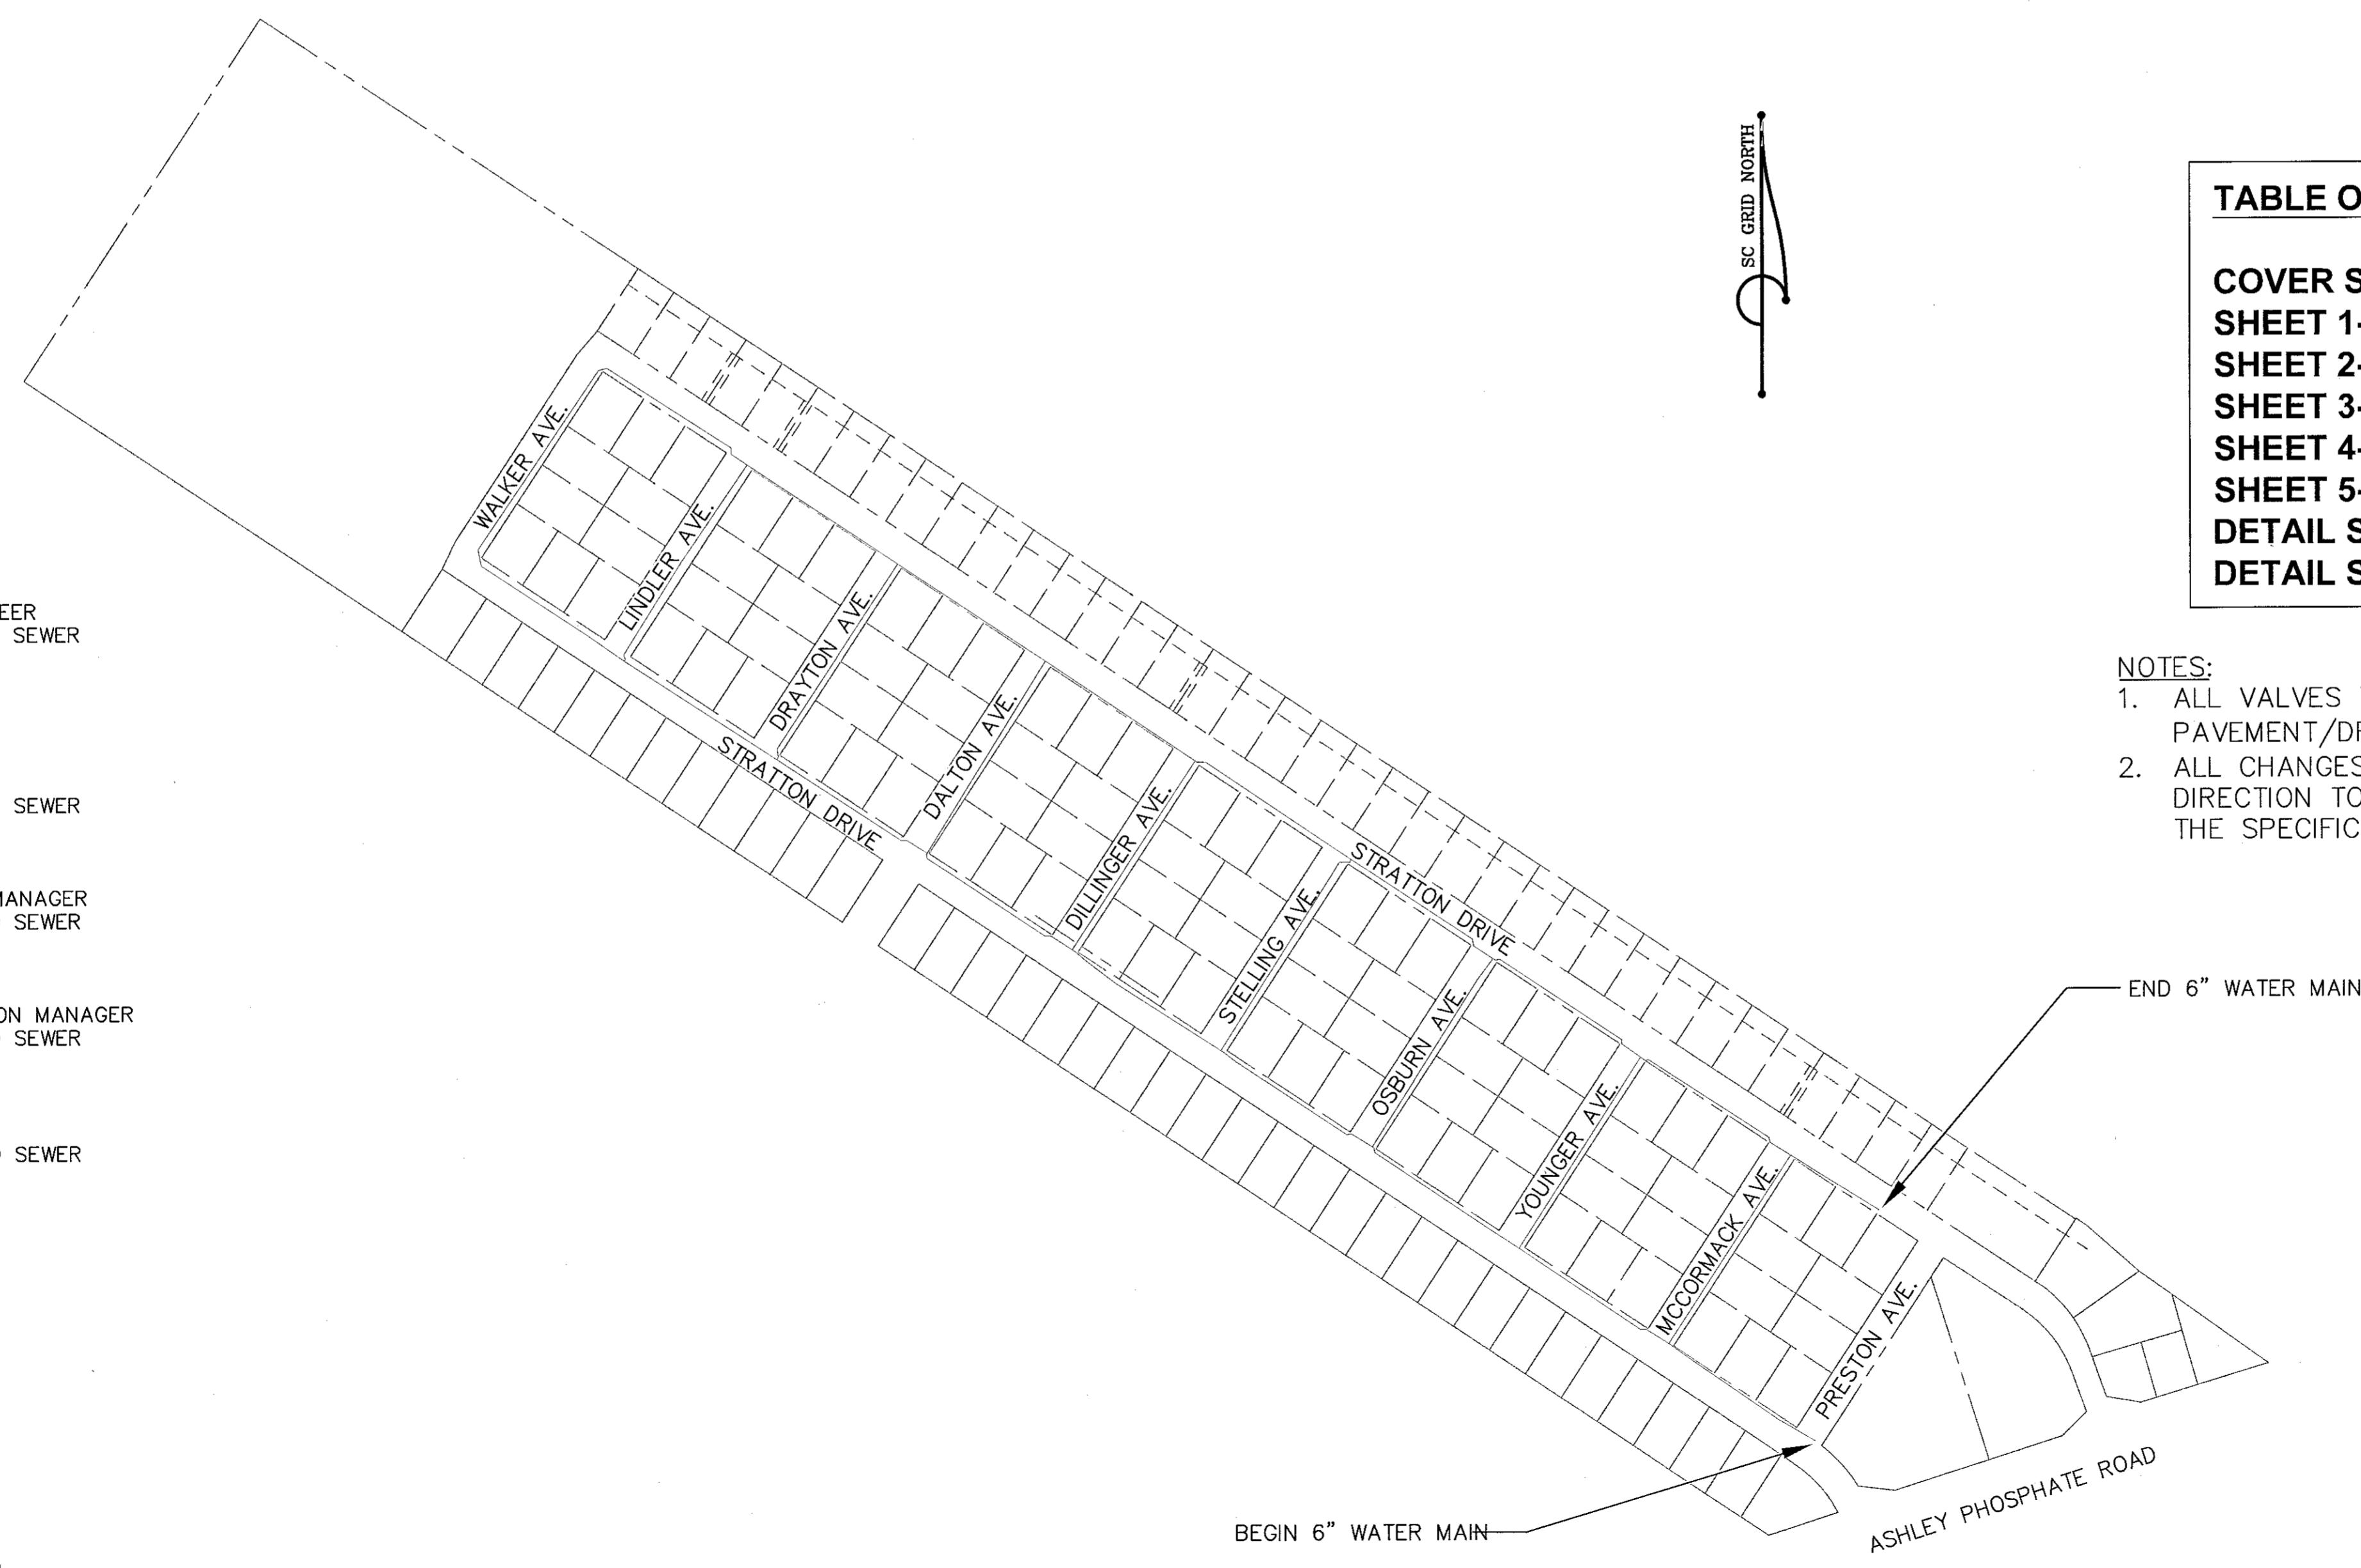 SC GRID NORTH
TABLE O
COVER S
SHEET 1-
SHEET 2-
SHEET 3-
SHEET 4-
SHEET 5-
DETAIL S
DETAIL S
NOTES:
1. ALL VALVES
PAVEMENT/DR
2. ALL CHANGES
DIRECTION TO
THE SPECIFIC
EER
SEWER
SEWER
MANAGER
SEWER
ON MANAGER
SEWER
SEWER
WALKER AVE.
LINDLER AVE.
DRAYTON AVE.
STRATTON DRIVE
DALTON AVE.
DILLINGER AVE.
STELLING AVE.
STRATTON DRIVE
OSBURN AVE.
YOUNGER AVE.
MCCORMACK AVE.
PRESTON AVE.
END 6" WATER MAIN
BEGIN 6" WATER MAIN
ASHLEY PHOSPHATE ROAD